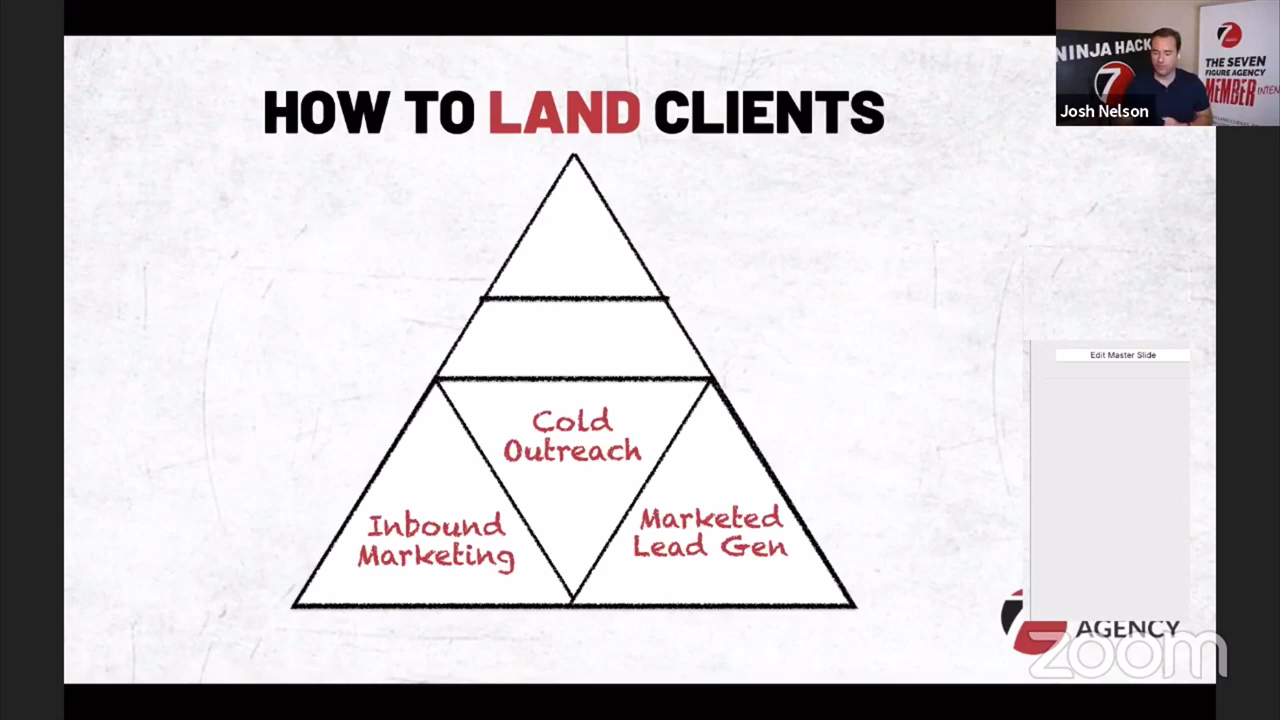 HOW TO LAND CLIENTS
Cold
Outreach
Inbound
Marketing
Marketed
Lead Gen
NINJA HACK
7
THE SEVEN
FIGURE AGENCY
MEMBER
Josh Nelson
Edit Master Slide
AGENCY
zoom